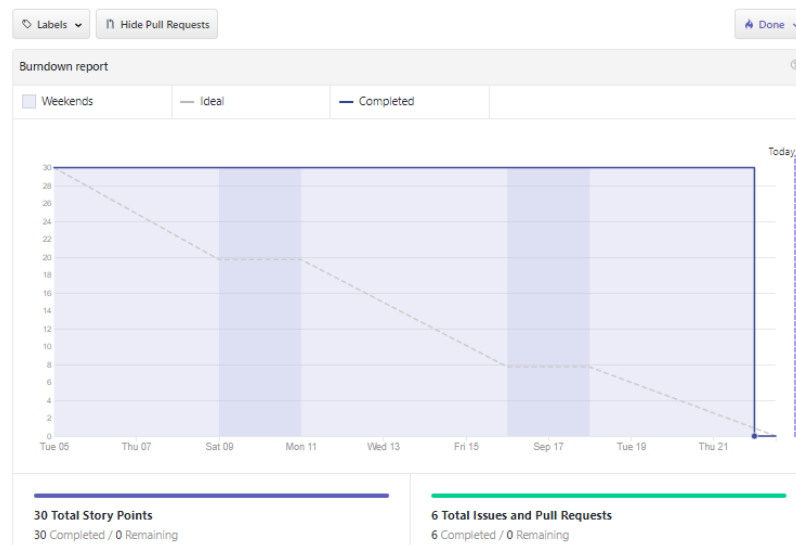 Labels Hide Pull Requests Done
Burndown report
Weekends Ideal Completed
Today
30
28
26
24
22
20
18
16
14
12
10
8
6
4
2
0
Tue 05 Thu 07 Sat 09 Mon 11 Wed 13 Fri 15 Sep 17 Tue 19 Thu 21
30 Total Story Points 6 Total Issues and Pull Requests
30 Completed / 0 Remaining 6 Completed / 0 Remaining